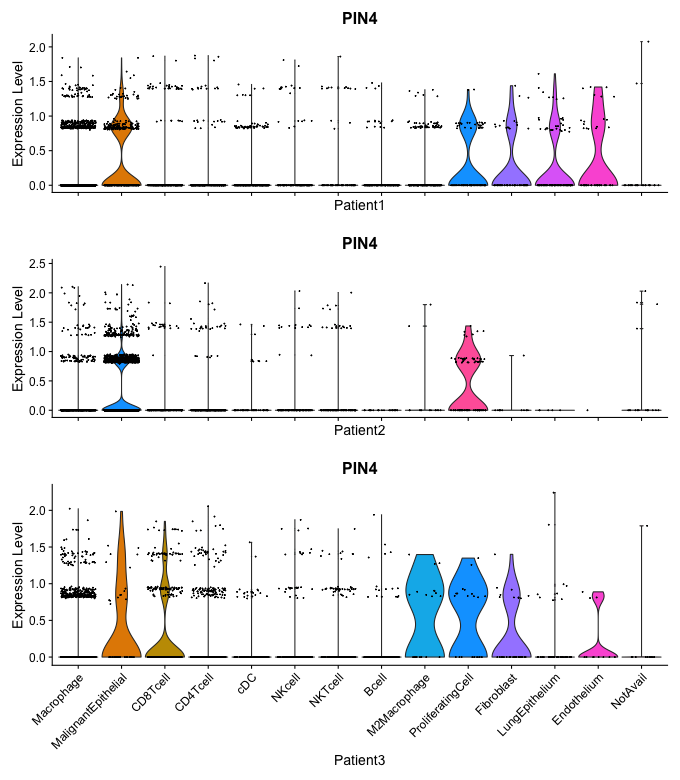 PIN4
Expression Level
2.0
1.5
1.0
0.5
0.0
Patient1
PIN4
Expression Level
2.5
2.0
1.5
1.0
0.5
0.0
Patient2
PIN4
Expression Level
2.0
1.5
1.0
0.5
0.0
Macrophage
MalignantEpithelial
CD8Tcell
CD4Tcell
cDC
NKcell
NKTcell
Bcell
M2Macrophage
ProliferatingCell
Fibroblast
LungEpithelium
Endothelium
NotAvail
Patient3